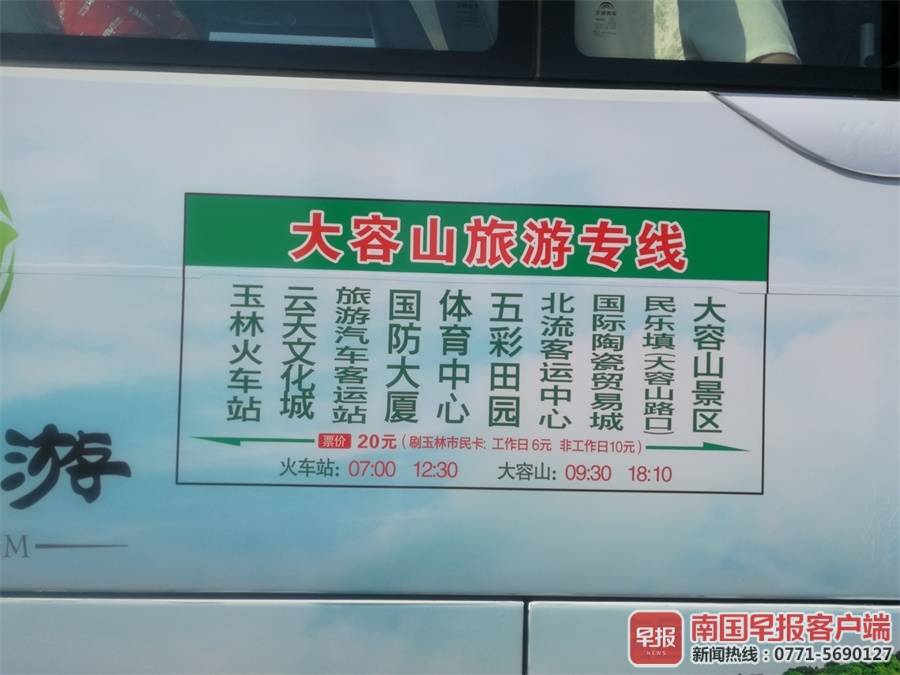 大容山旅游专线
玉林火车站
云天文化城
旅游汽车客运站
国防大厦
体育中心
五彩田园
北流客运中心
国际陶瓷贸易城
民乐填(大容山路口)
大容山景区
票价 20元(刷玉林市民卡: 工作日6元 非工作日10元)
火车站: 07:00 12:30 大容山: 09:30 18:10
游
M
早报 南国早报客户端
NEWS 新闻热线:0771-5690127